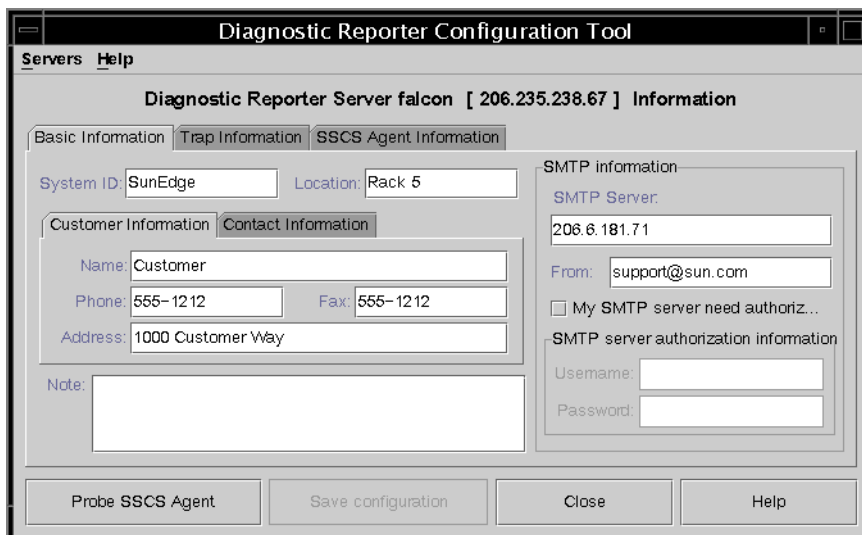 Diagnostic Reporter Configuration Tool
Servers Help
Diagnostic Reporter Server falcon [ 206.235.238.67 ] Information
Basic Information Trap Information SSCS Agent Information
System ID: SunEdge Location: Rack 5
Customer Information Contact Information
Name: Customer
Phone: 555-1212 Fax: 555-1212
Address: 1000 Customer Way
Note:
SMTP information
SMTP Server:
206.6.181.71
From: support@sun.com
My SMTP server need authoriz...
SMTP server authorization information
Username:
Password:
Probe SSCS Agent Save configuration Close Help